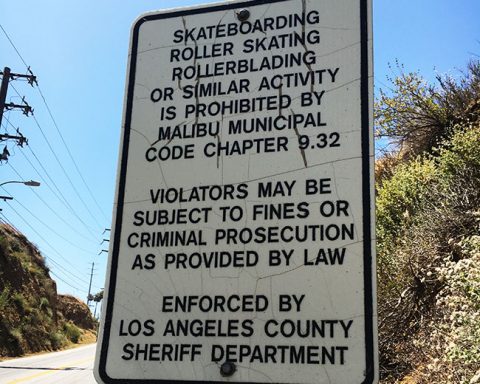 SKATEBOARDING
ROLLER SKATING
ROLLERBLADING
OR SIMILAR ACTIVITY
IS PROHIBITED BY
MALIBU MUNICIPAL
CODE CHAPTER 9.32
VIOLATORS MAY BE
SUBJECT TO FINES OR
CRIMINAL PROSECUTION
AS PROVIDED BY LAW
ENFORCED BY
LOS ANGELES COUNTY
SHERIFF DEPARTMENT